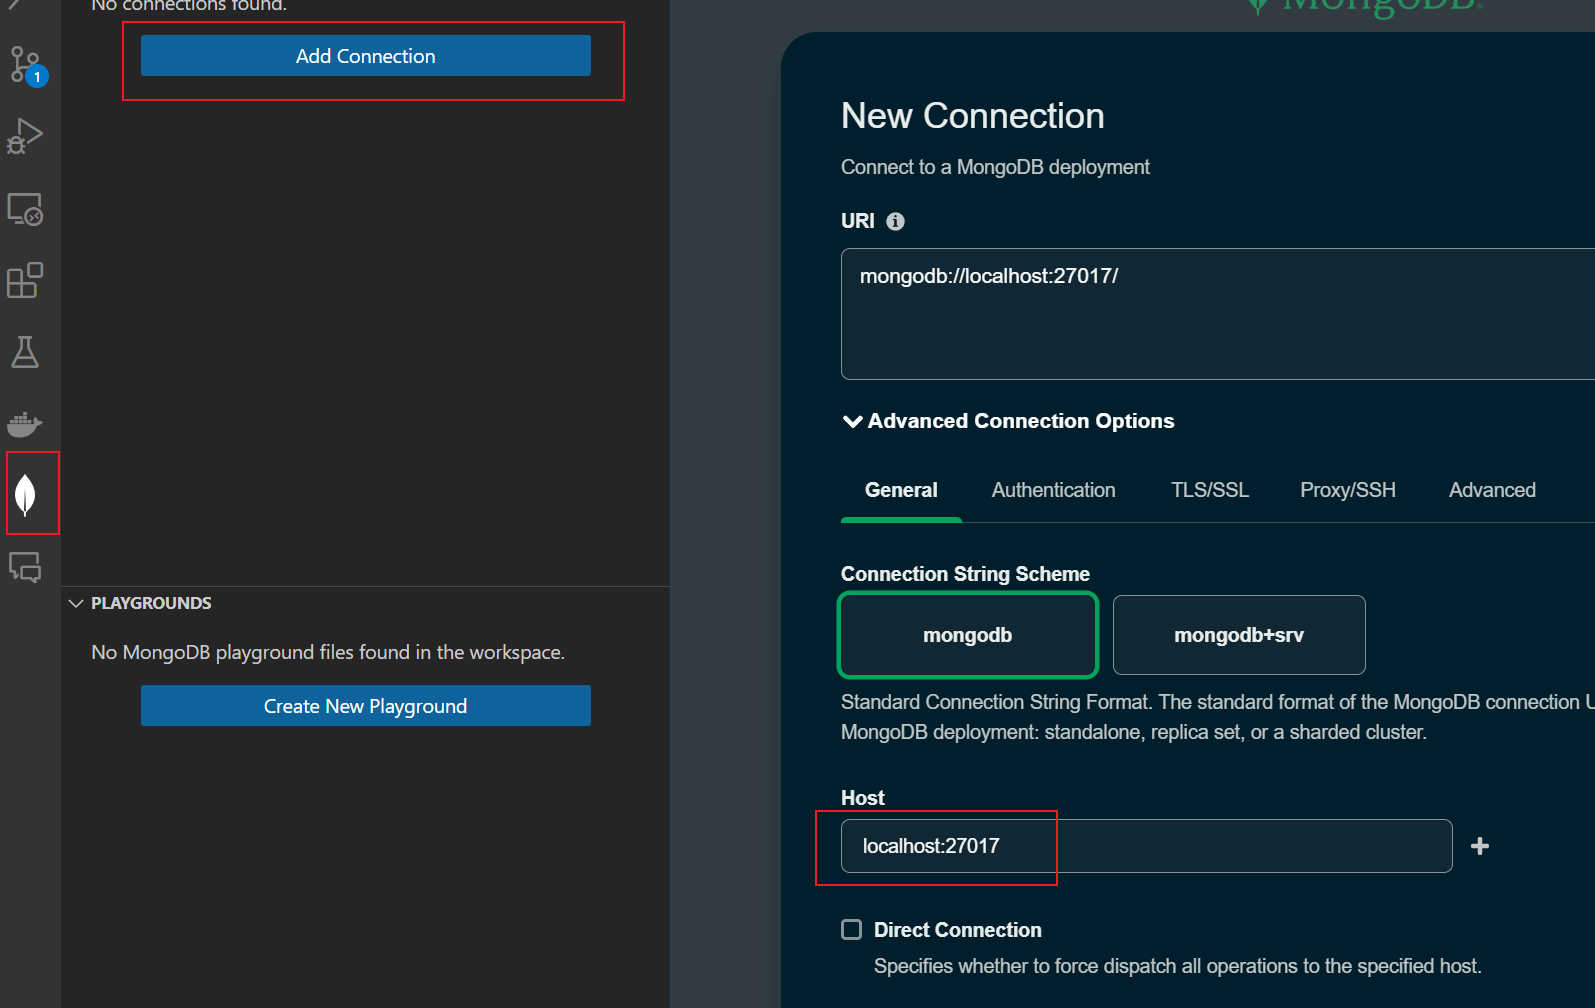 No connections found.
Add Connection
1
PLAYGROUNDS
No MongoDB playground files found in the workspace.
Create New Playground
MongoDB
New Connection
Connect to a MongoDB deployment
URI
mongodb://localhost:27017/
Advanced Connection Options
General Authentication TLS/SSL Proxy/SSH Advanced
Connection String Scheme
mongodb mongodb+srv
Standard Connection String Format. The standard format of the MongoDB connection U
MongoDB deployment: standalone, replica set, or a sharded cluster.
Host
localhost:27017
Direct Connection
Specifies whether to force dispatch all operations to the specified host.